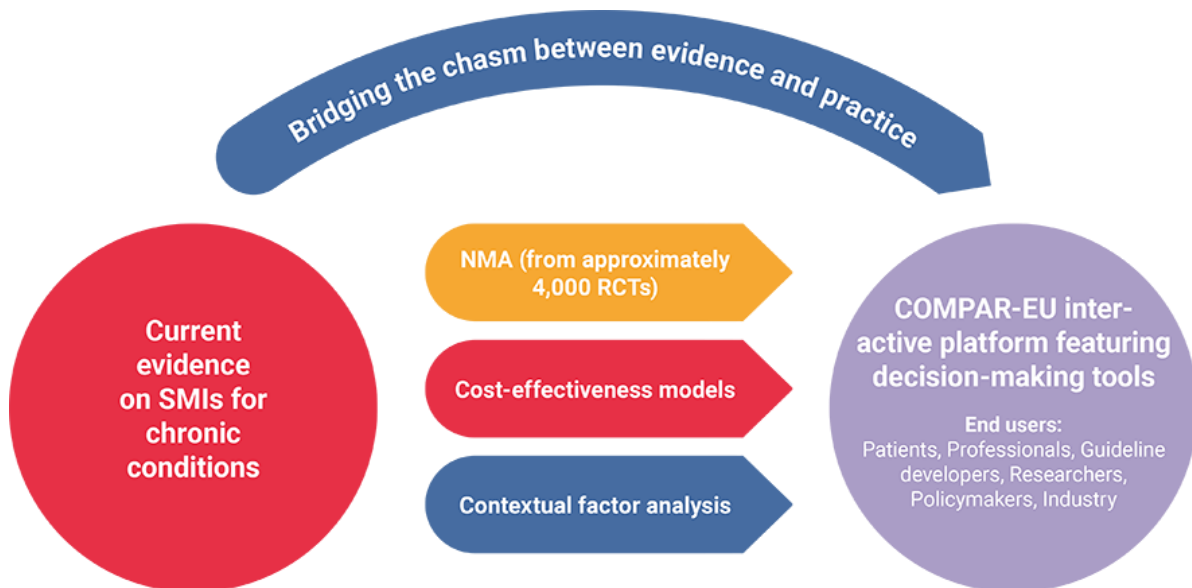 Bridging the chasm between evidence and practice
Current
evidence
on SMIs for
chronic
conditions
NMA (from approximately
4,000 RCTs)
Cost-effectiveness models
Contextual factor analysis
COMPAR-EU inter-
active platform featuring
decision-making tools
End users:
Patients, Professionals, Guideline
developers, Researchers,
Policymakers, Industry